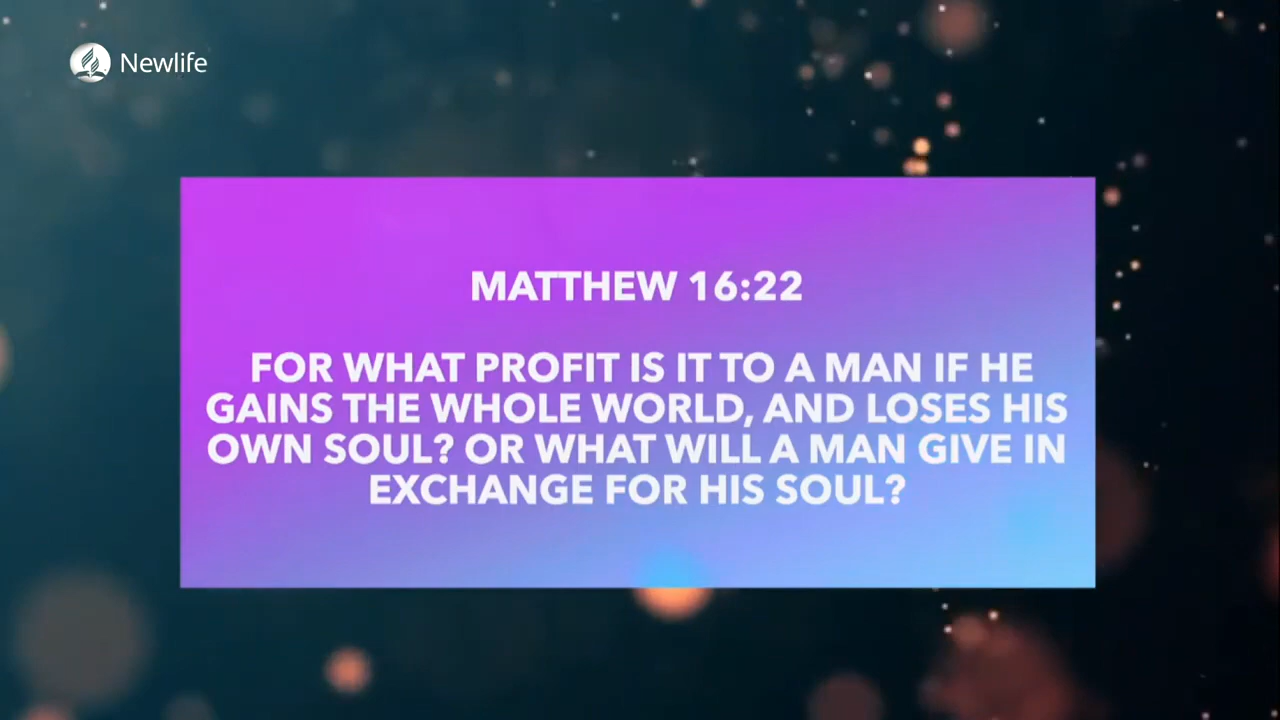 Newlife
MATTHEW 16:22
FOR WHAT PROFIT IS IT TO A MAN IF HE
GAINS THE WHOLE WORLD, AND LOSES HIS
OWN SOUL? OR WHAT WILL A MAN GIVE IN
EXCHANGE FOR HIS SOUL?